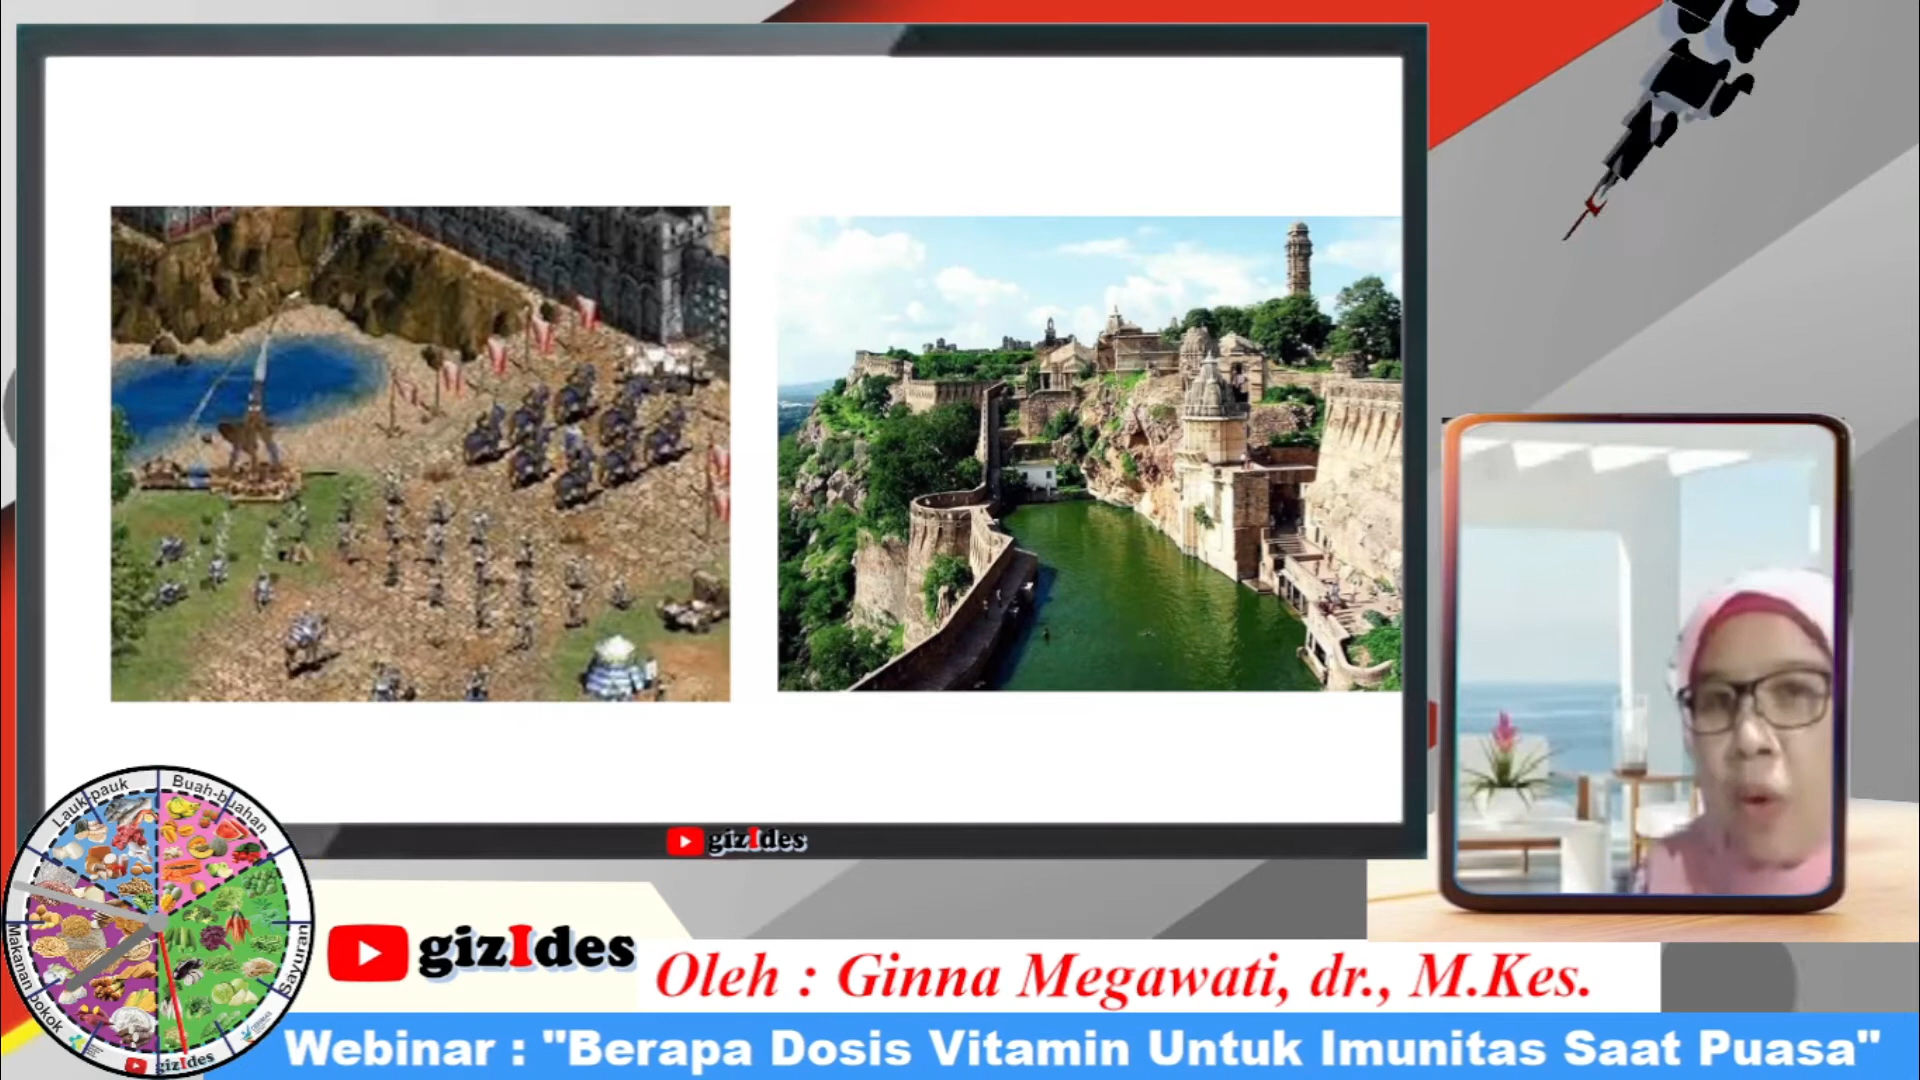 gizIdes
Lauk-pauk
Buah-buahan
Makanan pokok
Sayuran
gizIdes
gizIdes
Oleh : Ginna Megawati, dr., M.Kes.
Webinar : "Berapa Dosis Vitamin Untuk Imunitas Saat Puasa"